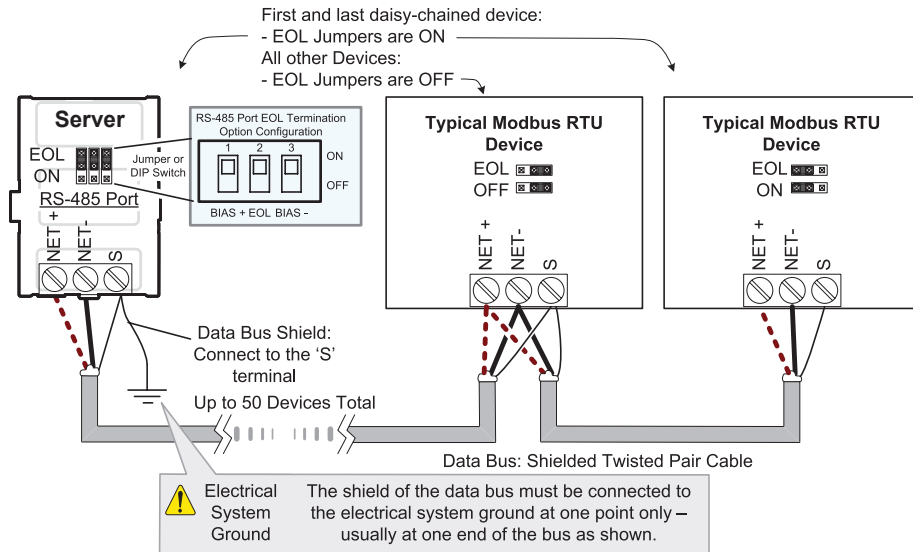 First and last daisy-chained device:
- EOL Jumpers are ON
All other Devices:
- EOL Jumpers are OFF
Server
EOL
ON
Jumper or
DIP Switch
RS-485 Port
NET +
NET-
S
RS-485 Port EOL Termination
Option Configuration
1 2 3
ON
OFF
BIAS + EOL BIAS -
Typical Modbus RTU
Device
EOL
OFF
NET +
NET-
S
Typical Modbus RTU
Device
EOL
ON
NET +
NET-
S
Data Bus Shield:
Connect to the 'S'
terminal
Up to 50 Devices Total
Data Bus: Shielded Twisted Pair Cable
Electrical
System
Ground
The shield of the data bus must be connected to
the electrical system ground at one point only –
usually at one end of the bus as shown.